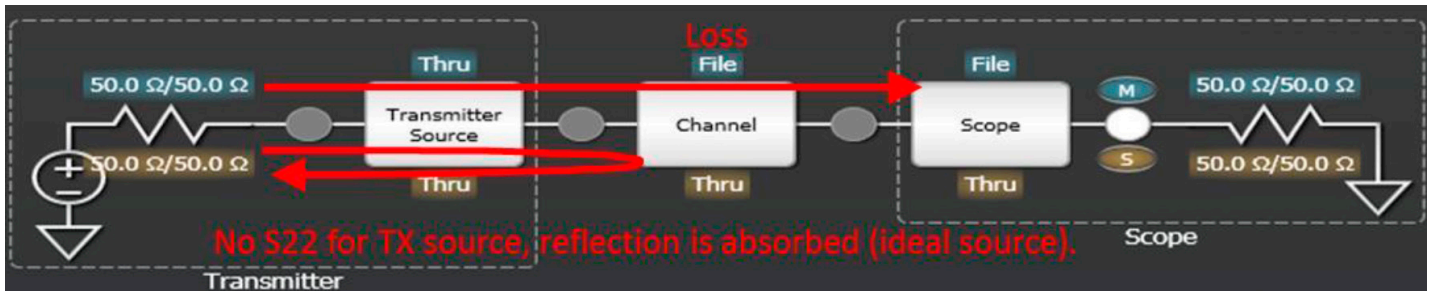 Loss
Thru
File
File
50.0 Ω/50.0 Ω
50.0 Ω/50.0 Ω
Transmitter
Source
Channel
Scope
M
50.0 Ω/50.0 Ω
S
50.0 Ω/50.0 Ω
Thru
Thru
Thru
No S22 for TX source, reflection is absorbed (ideal source).
Scope
Transmitter